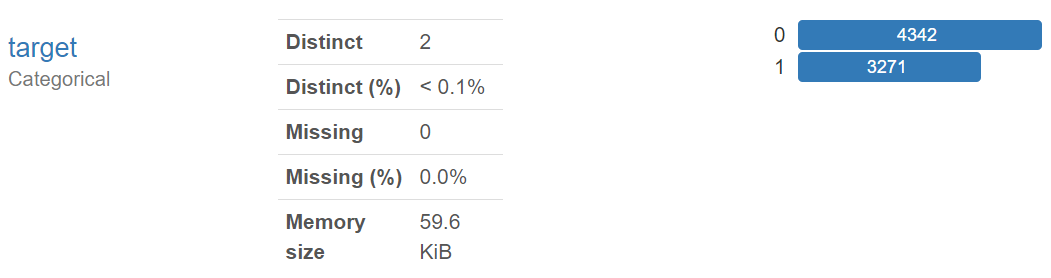 target
Categorical
Distinct 2
Distinct (%) < 0.1%
Missing 0
Missing (%) 0.0%
Memory size 59.6 KiB
0 4342
1 3271